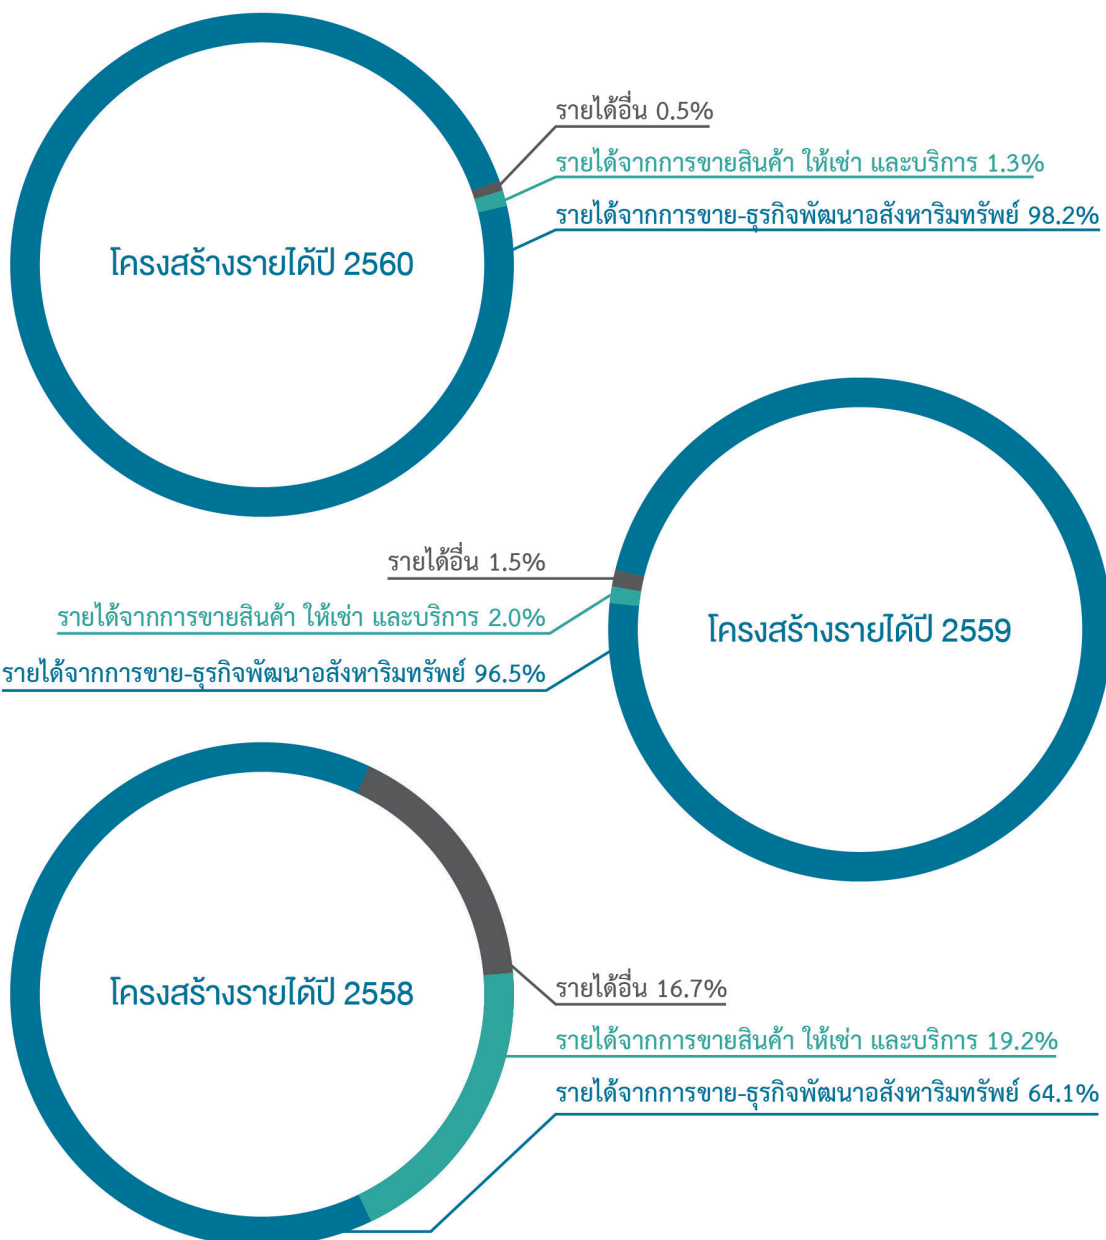 รายได้อื่น 0.5%
รายได้จากการขายสินค้า ให้เช่า และบริการ 1.3%
รายได้จากการขาย-ธุรกิจพัฒนาอสังหาริมทรัพย์ 98.2%
โครงสร้างรายได้ปี 2560
รายได้อื่น 1.5%
รายได้จากการขายสินค้า ให้เช่า และบริการ 2.0%
รายได้จากการขาย-ธุรกิจพัฒนาอสังหาริมทรัพย์ 96.5%
โครงสร้างรายได้ปี 2559
โครงสร้างรายได้ปี 2558
รายได้อื่น 16.7%
รายได้จากการขายสินค้า ให้เช่า และบริการ 19.2%
รายได้จากการขาย-ธุรกิจพัฒนาอสังหาริมทรัพย์ 64.1%